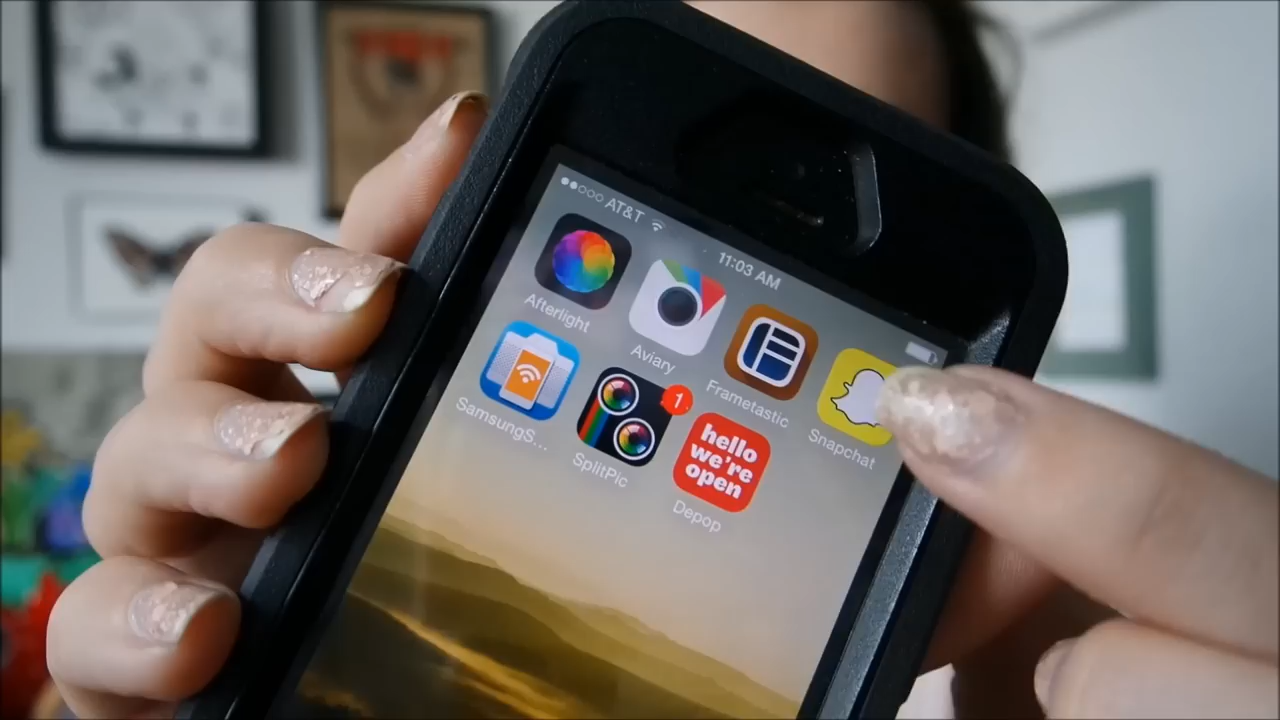 AT&T 11:03 AM
Afterlight
Aviary
Frametastic
Snapchat
SamsungS...
SplitPic
1
hello
we're
open
Depop